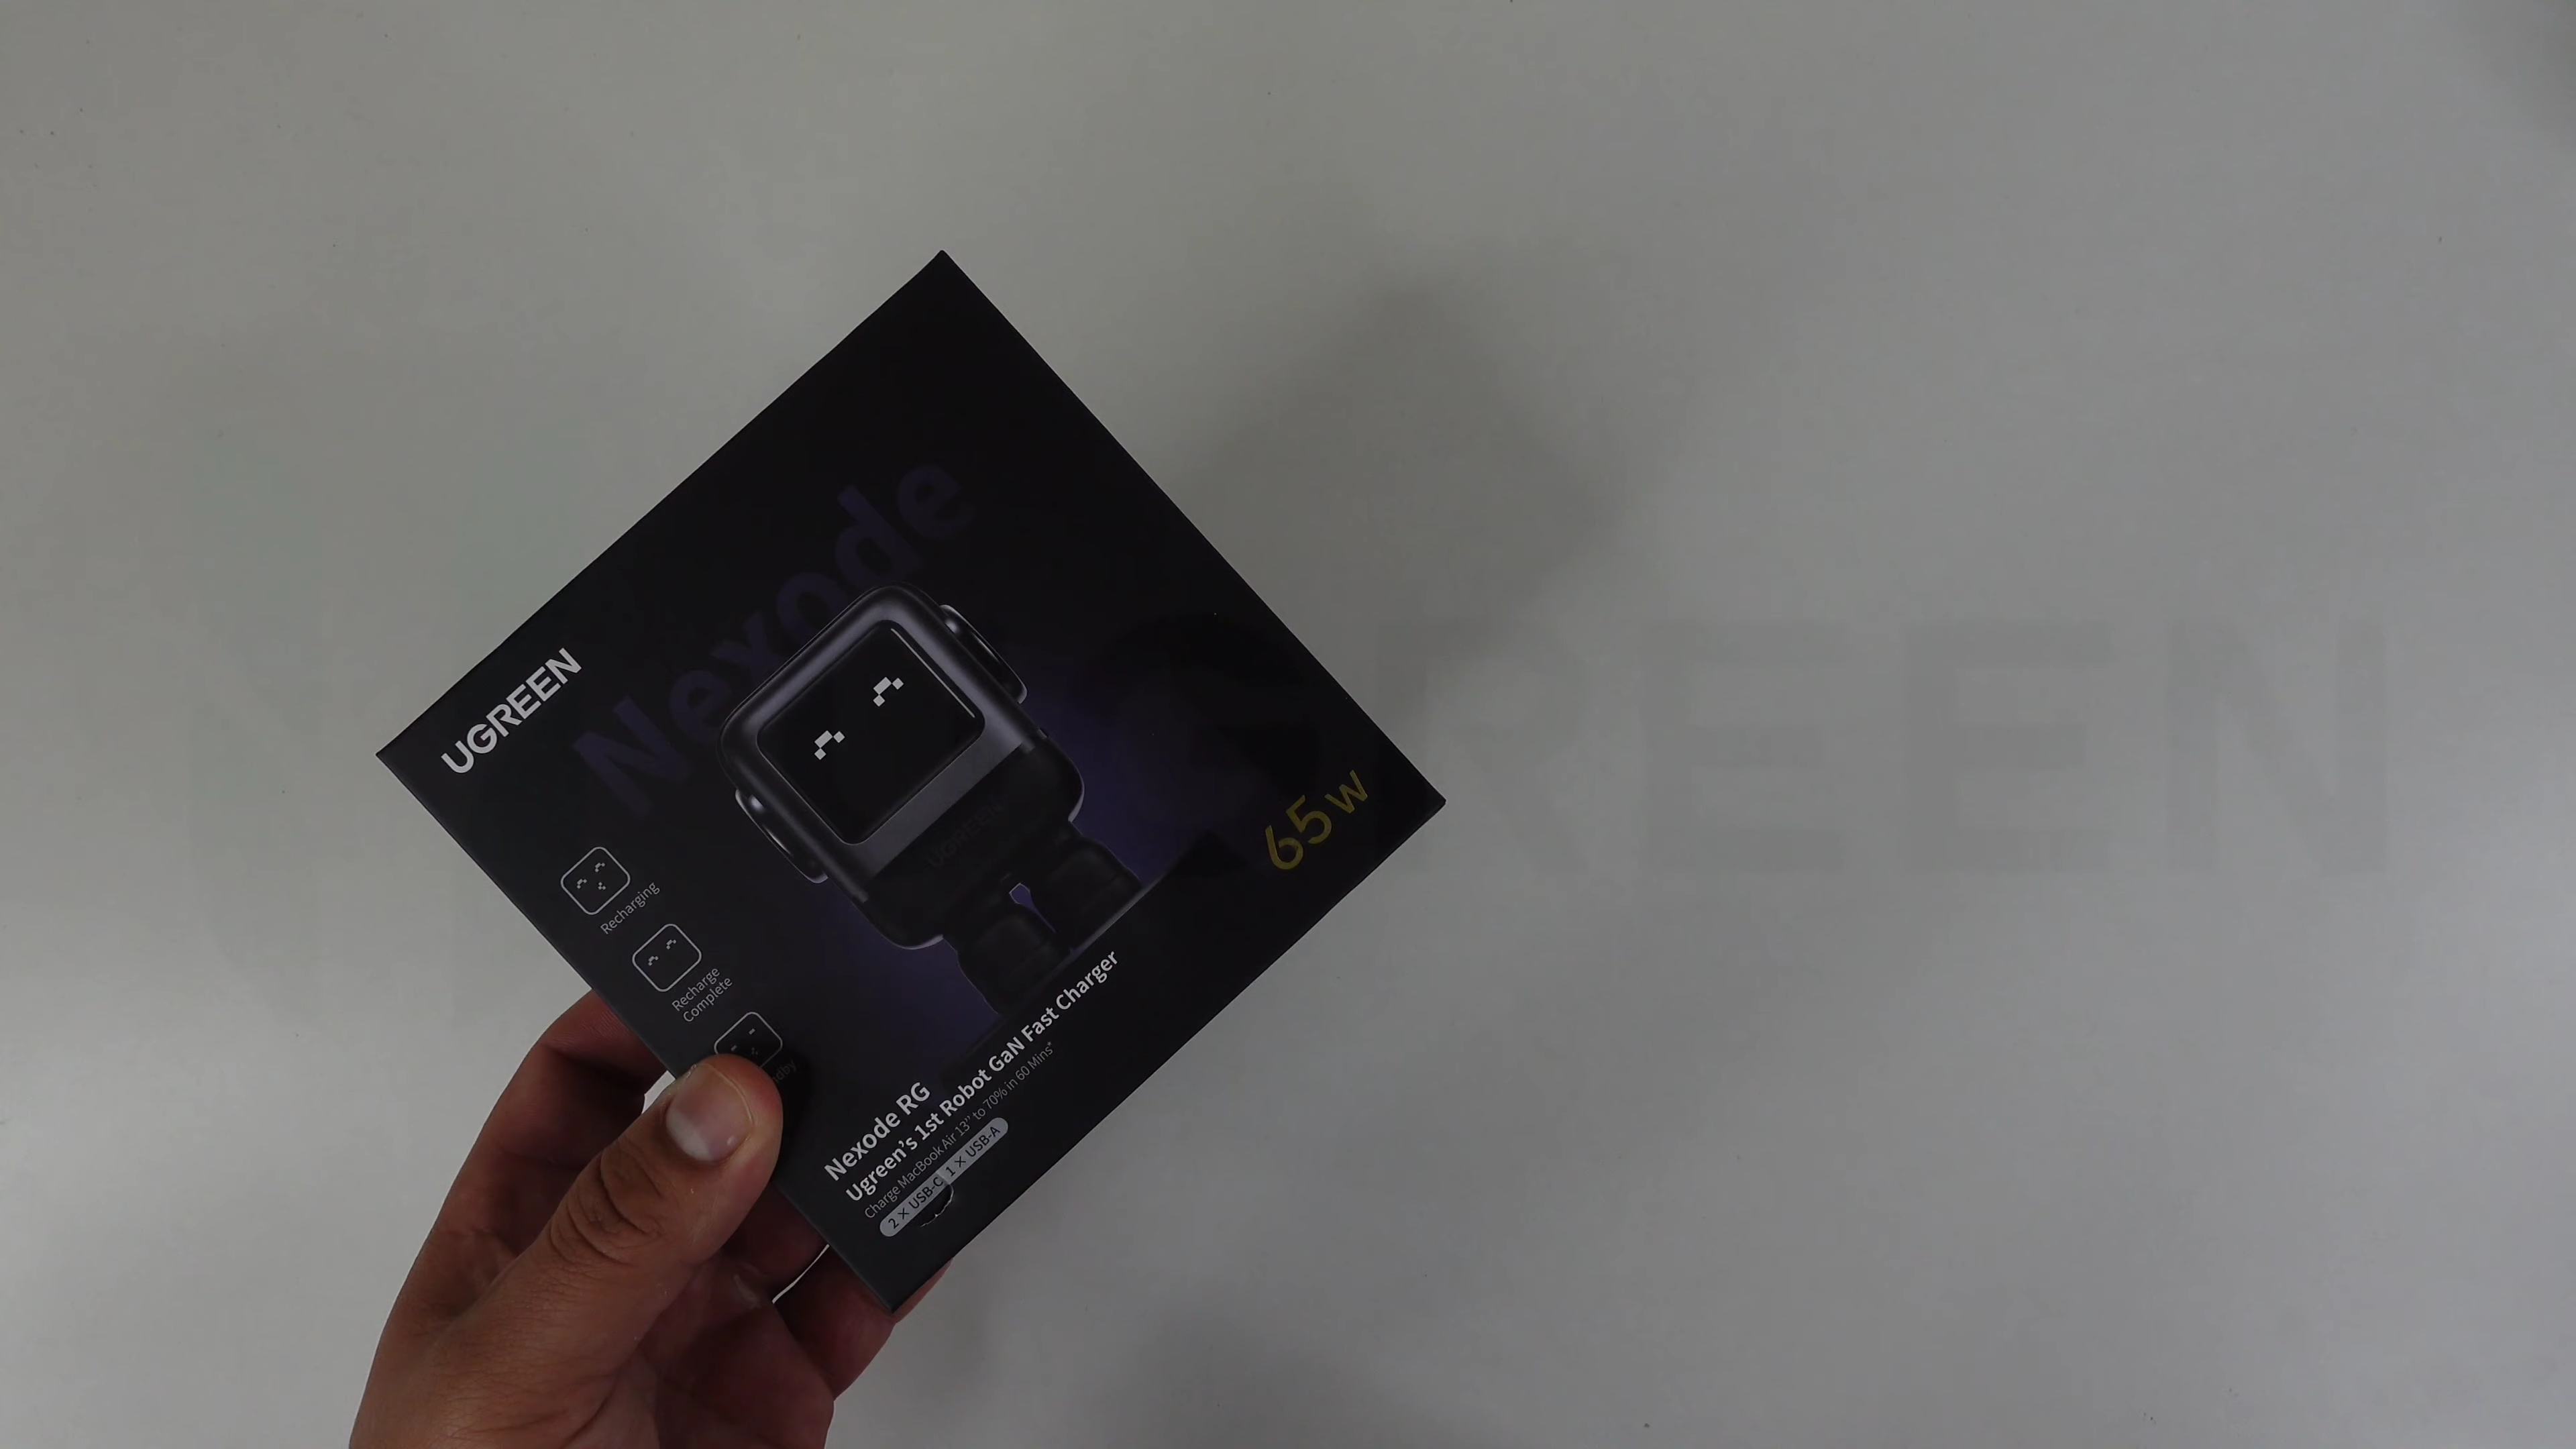 UGREEN
Nexode
UGREEN
65W
Recharging
Recharge
Complete
Nexode RG
Ugreen's 1st Robot GaN Fast Charger
Charge MacBook Air 13" to 70% in 60 Mins*
2 × USB-C 1 × USB-A